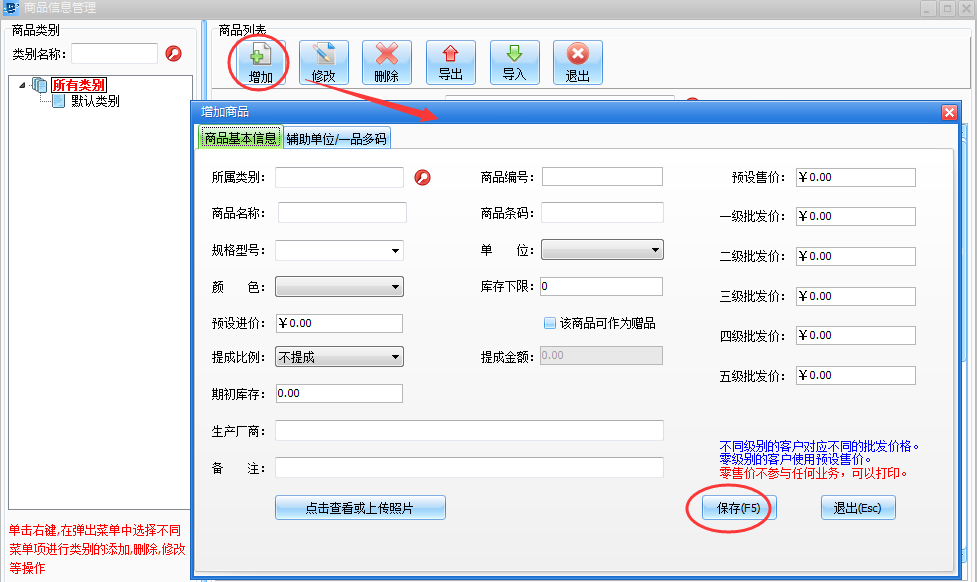 商品信息管理
商品类别
类别名称：
所有类别
默认类别
单击右键,在弹出菜单中选择不同
菜单项进行类别的添加,删除,修改
等操作
商品列表
增加 修改 删除 导出 导入 退出
增加商品
商品基本信息 辅助单位/一品多码
所属类别： 商品编号： 预设售价： ￥0.00
商品名称： 商品条码： 一级批发价： ￥0.00
规格型号： 单 位： 二级批发价： ￥0.00
颜 色： 库存下限： 0 三级批发价： ￥0.00
预设进价： ￥0.00 该商品可作为赠品 四级批发价： ￥0.00
提成比例： 不提成 提成金额： 0.00 五级批发价： ￥0.00
期初库存： 0.00
生产厂商：
备 注：
不同级别的客户对应不同的批发价格。
零级别的客户使用预设售价。
零售价不参与任何业务，可以打印。
点击查看或上传照片 保存(F5) 退出(Esc)